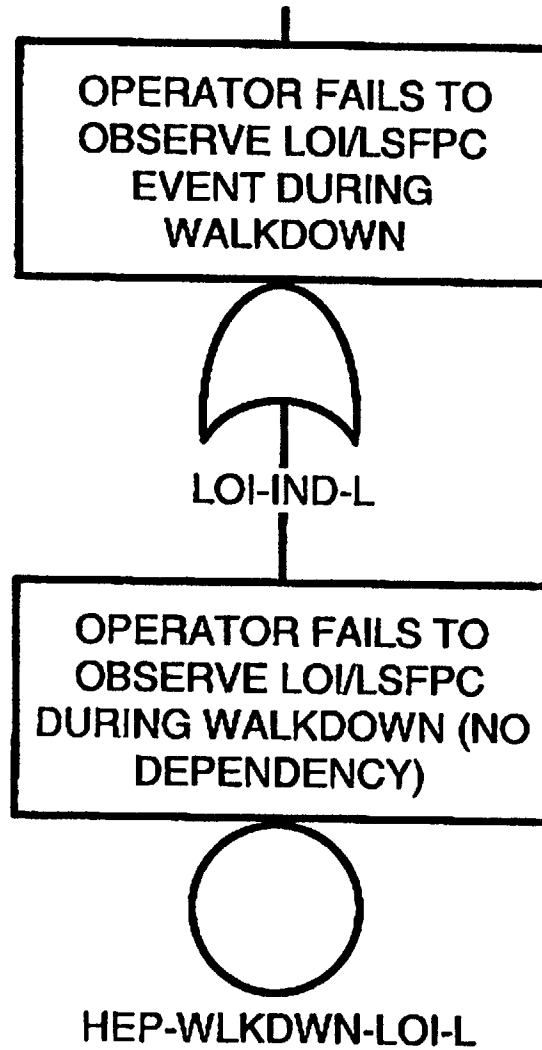 OPERATOR FAILS TO
OBSERVE LOI/LSFPC
EVENT DURING
WALKDOWN
LOI-IND-L
OPERATOR FAILS TO
OBSERVE LOI/LSFPC
DURING WALKDOWN (NO
DEPENDENCY)
HEP-WLKDWN-LOI-L